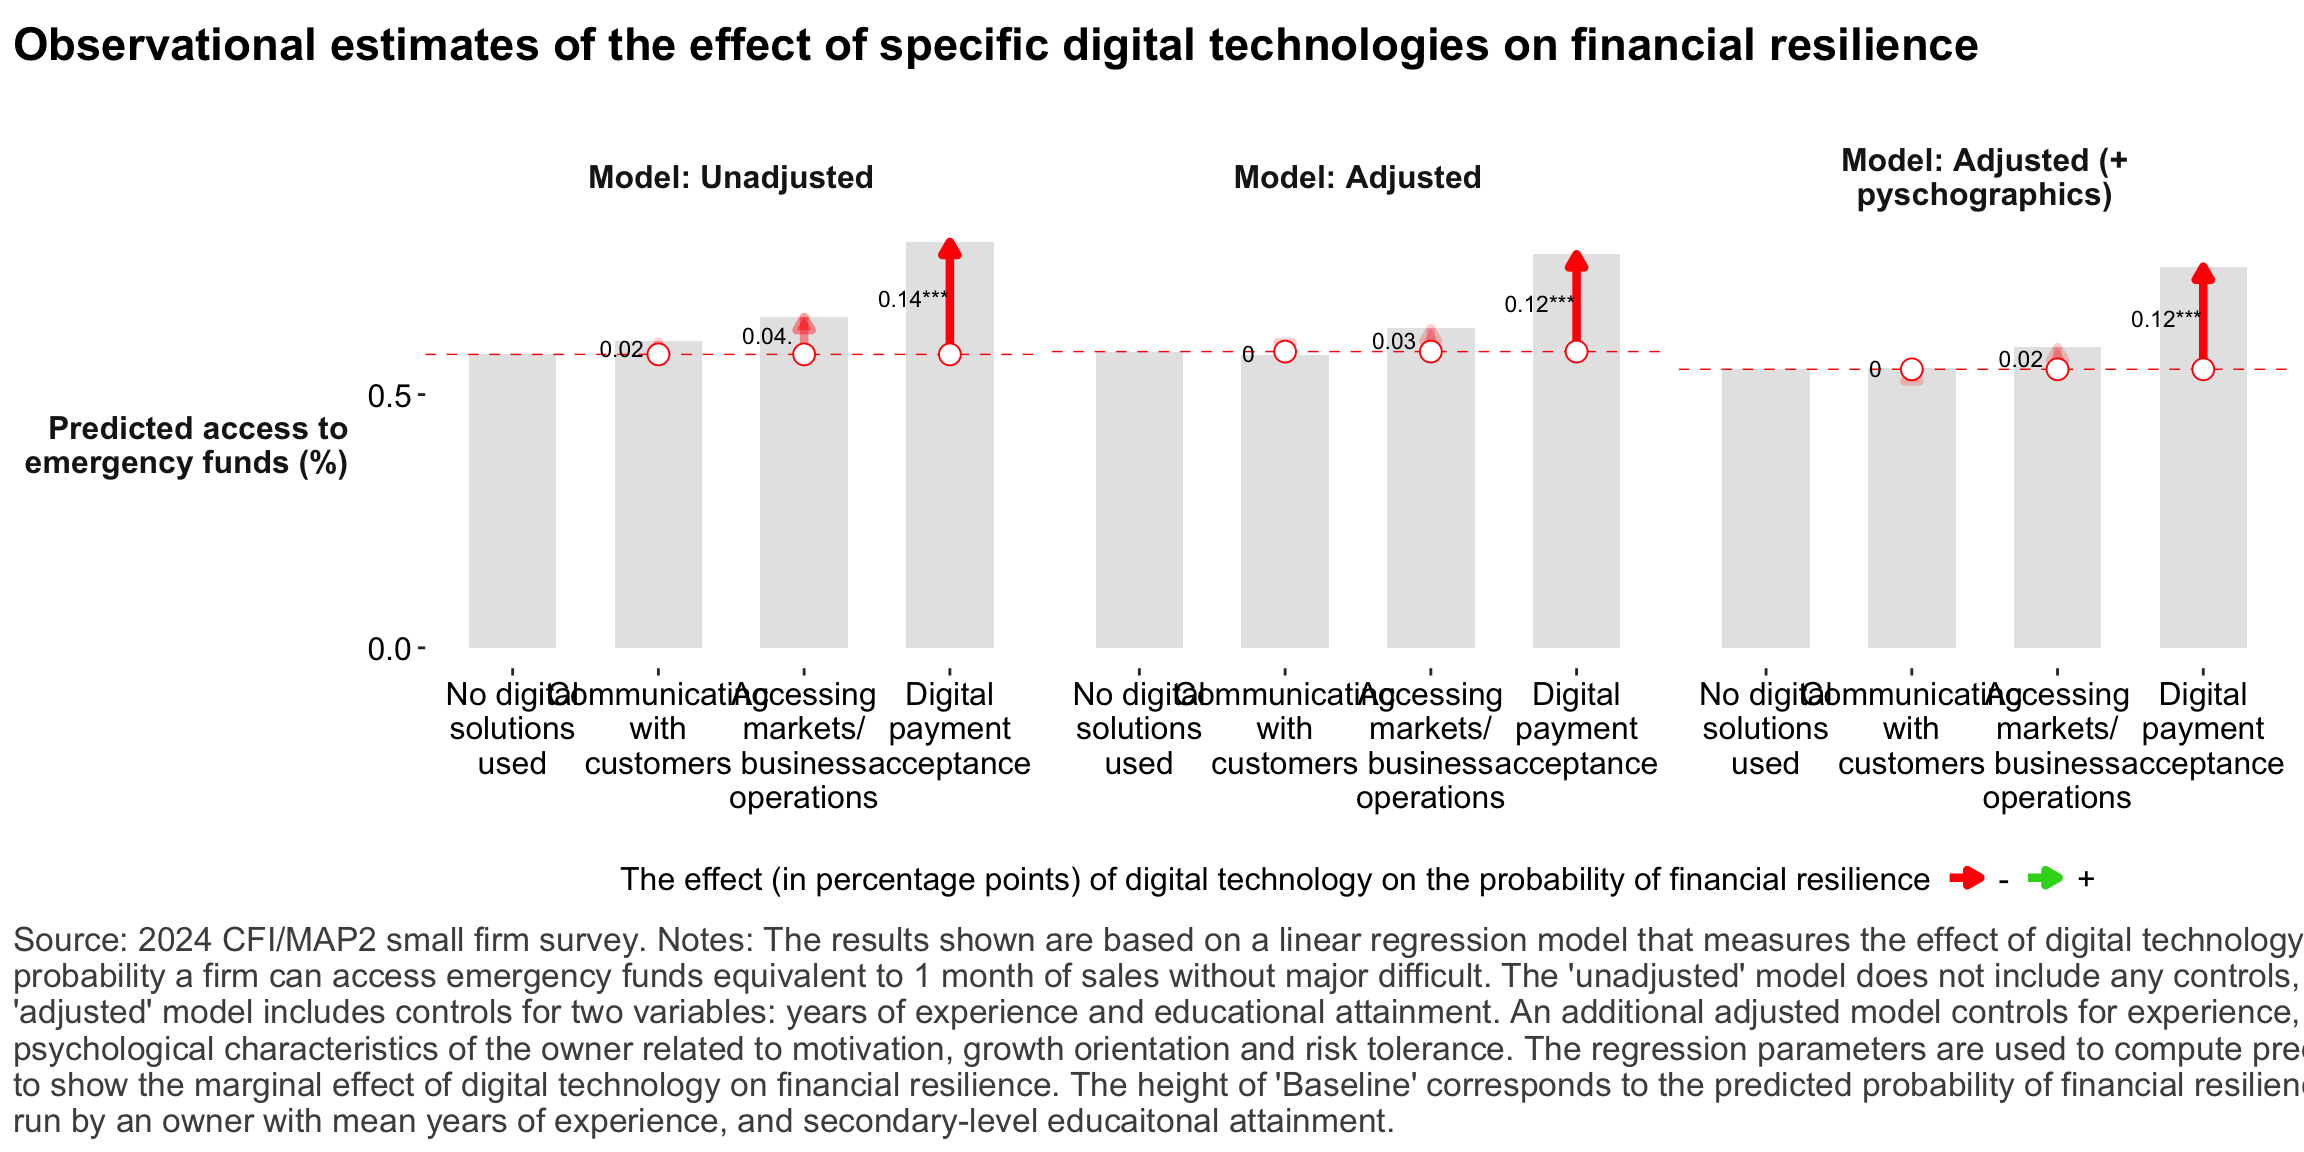 Observational estimates of the effect of specific digital technologies on financial resilience
Model: Unadjusted
Model: Adjusted
Model: Adjusted (+
pyschographics)
Predicted access to
emergency funds (%)
0.5
0.0
0.02
0.04.
0.14***
0
0.03
0.12***
0
0.02
0.12***
No digital
solutions
used
Communicating
with
customers
Accessing
markets/
business
operations
Digital
payment
acceptance
No digital
solutions
used
Communicating
with
customers
Accessing
markets/
business
operations
Digital
payment
acceptance
No digital
solutions
used
Communicating
with
customers
Accessing
markets/
business
operations
Digital
payment
acceptance
The effect (in percentage points) of digital technology on the probability of financial resilience - +
Source: 2024 CFI/MAP2 small firm survey. Notes: The results shown are based on a linear regression model that measures the effect of digital technology
probability a firm can access emergency funds equivalent to 1 month of sales without major difficult. The 'unadjusted' model does not include any controls,
'adjusted' model includes controls for two variables: years of experience and educational attainment. An additional adjusted model controls for experience,
psychological characteristics of the owner related to motivation, growth orientation and risk tolerance. The regression parameters are used to compute
to show the marginal effect of digital technology on financial resilience. The height of 'Baseline' corresponds to the predicted probability of financial
run by an owner with mean years of experience, and secondary-level educaitonal attainment.